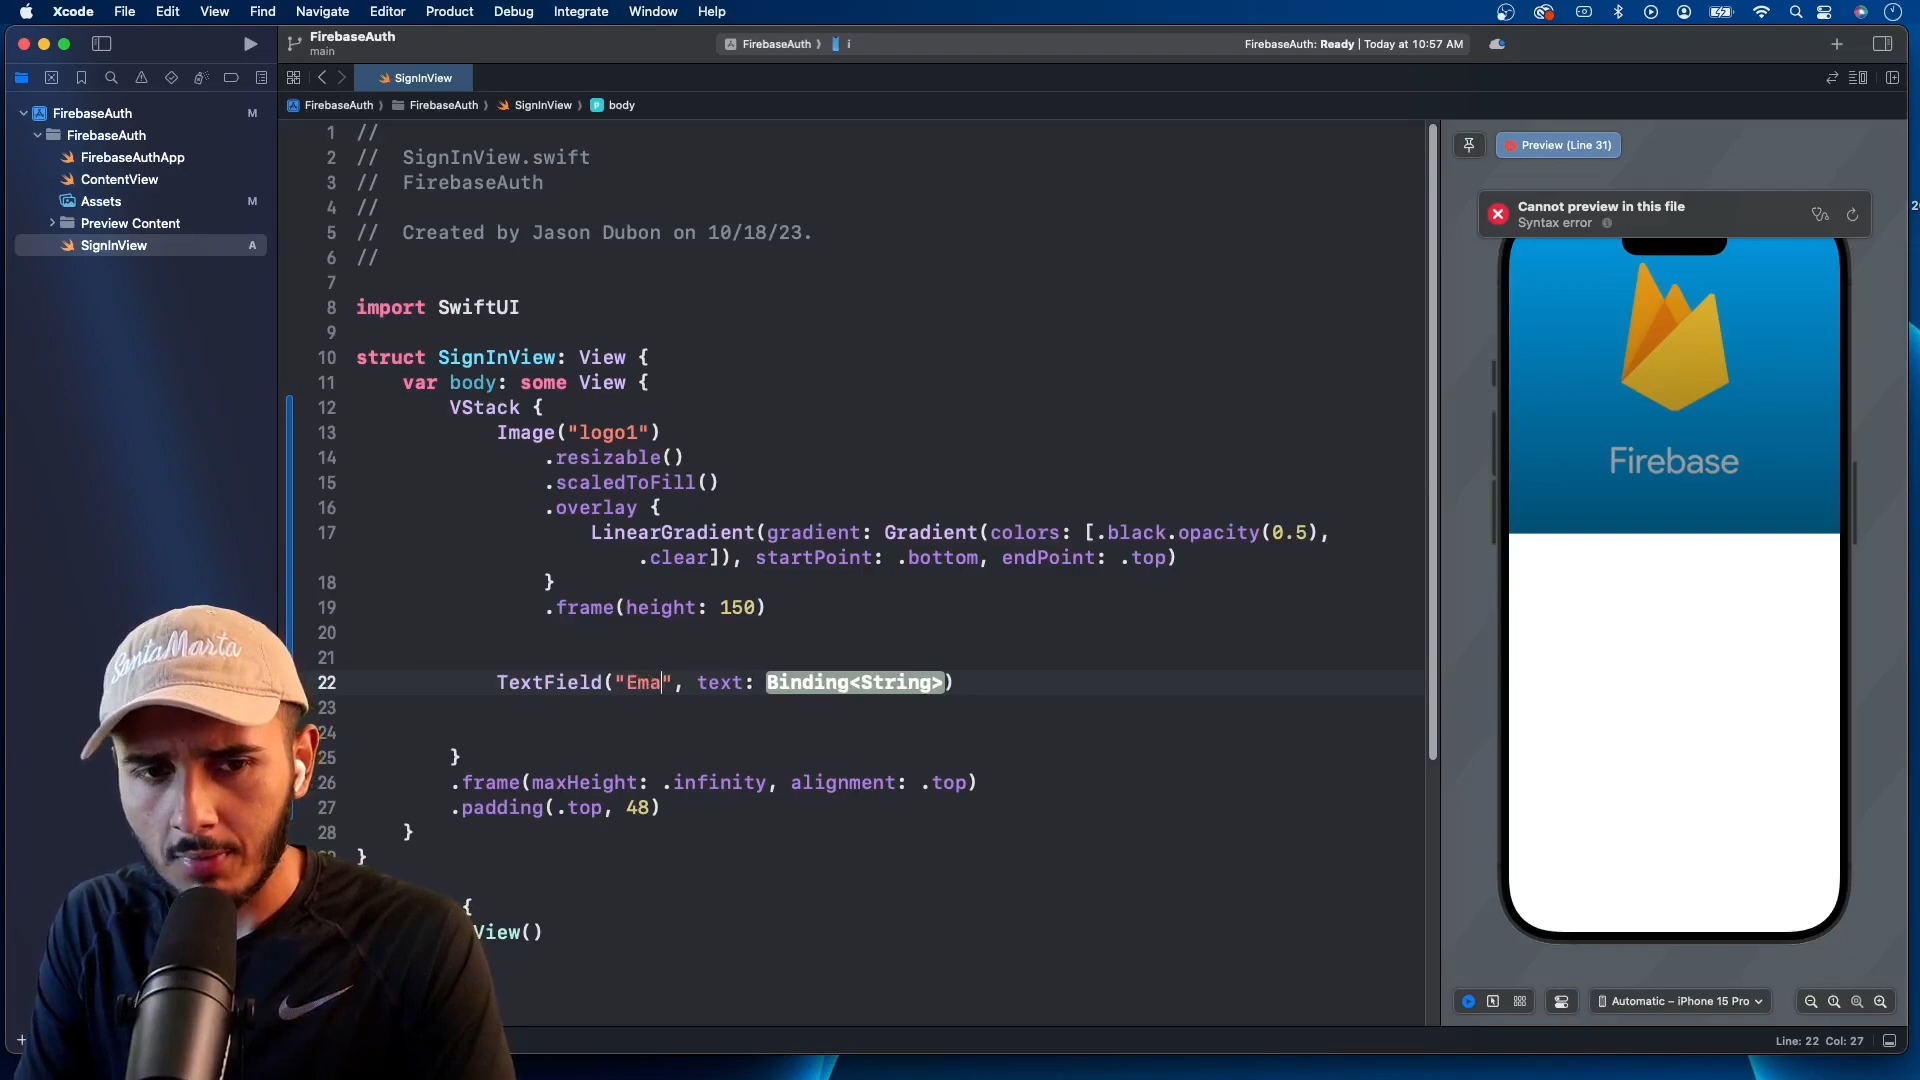 Xcode File Edit View Find Navigate Editor Product Debug Integrate Window Help
FirebaseAuth
main
FirebaseAuth ⟩ i
FirebaseAuth: Ready | Today at 10:57 AM
SignInView
FirebaseAuth ⟩ FirebaseAuth ⟩ SignInView ⟩ body
FirebaseAuth M
FirebaseAuth
FirebaseAuthApp
ContentView
Assets M
Preview Content
SignInView A
1 //
2 // SignInView.swift
3 // FirebaseAuth
4 //
5 // Created by Jason Dubon on 10/18/23.
6 //
7
8 import SwiftUI
9
10 struct SignInView: View {
11 var body: some View {
12 VStack {
13 Image("logo1")
14 .resizable()
15 .scaledToFill()
16 .overlay {
17 LinearGradient(gradient: Gradient(colors: [.black.opacity(0.5),
.clear]), startPoint: .bottom, endPoint: .top)
18 }
19 .frame(height: 150)
20
21
22 TextField("Ema", text: Binding<String>)
23
24
25 }
26 .frame(maxHeight: .infinity, alignment: .top)
27 .padding(.top, 48)
28 }
}
{
View()
Preview (Line 31)
Cannot preview in this file
Syntax error
Firebase
Automatic – iPhone 15 Pro
Line: 22 Col: 27
SantaMarta